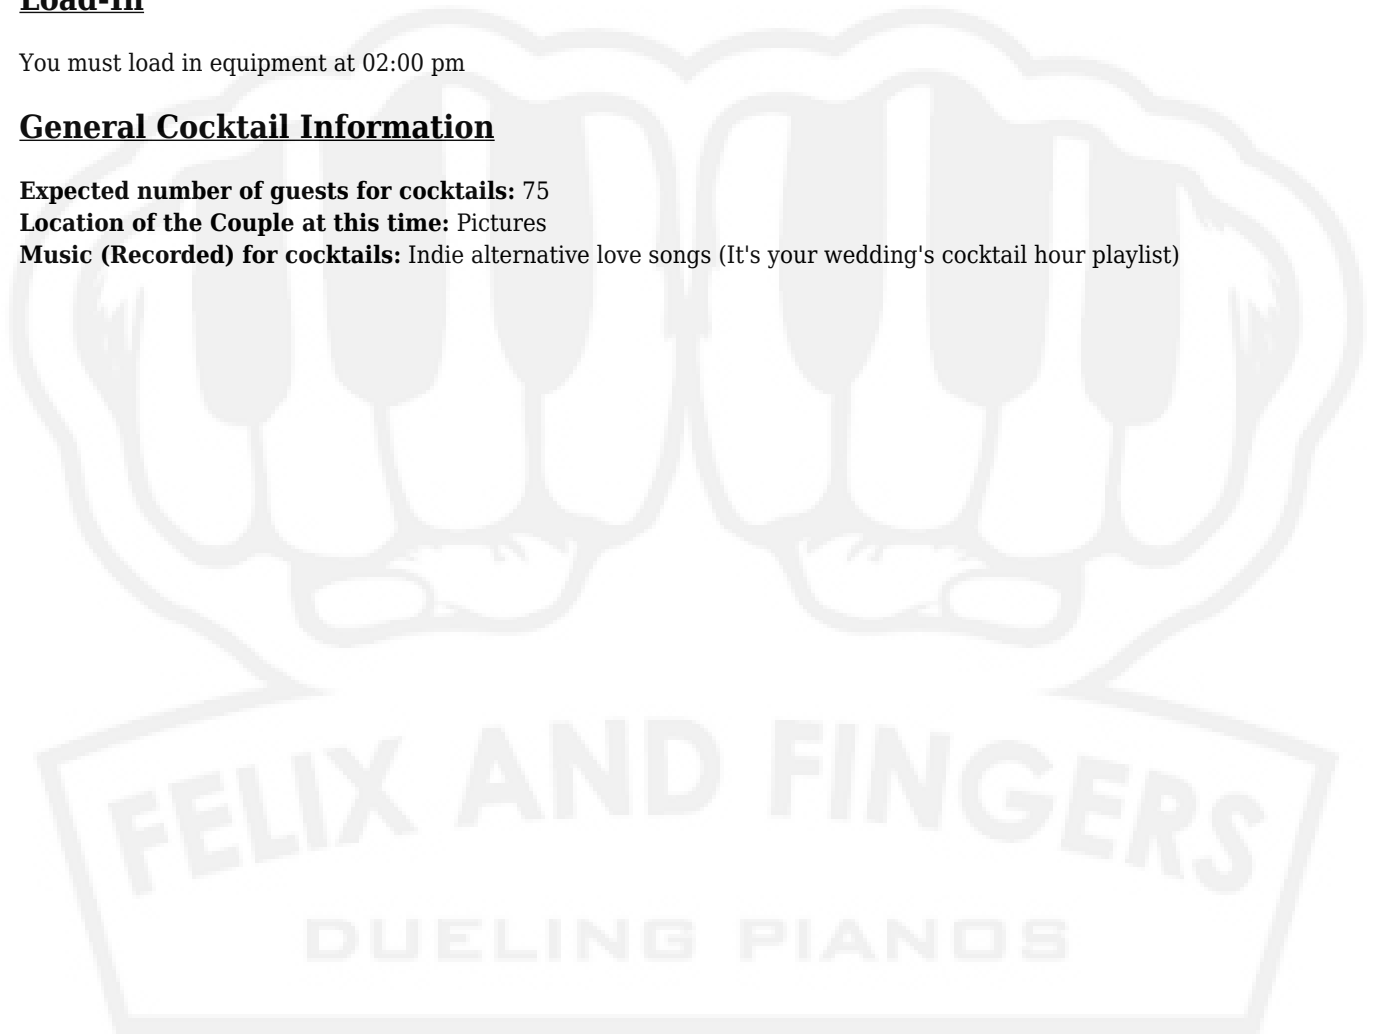 Load-In
You must load in equipment at 02:00 pm
General Cocktail Information
Expected number of guests for cocktails: 75
Location of the Couple at this time: Pictures
Music (Recorded) for cocktails: Indie alternative love songs (It's your wedding's cocktail hour playlist)
FELIX AND FINGERS
DUELING PIANOS